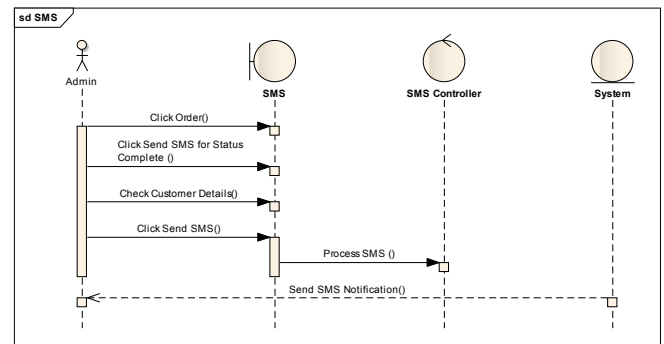 sd SMS
Admin
SMS
SMS Controller
System
Click Order()
Click Send SMS for Status
Complete ()
Check Customer Details()
Click Send SMS()
Process SMS ()
Send SMS Notification()